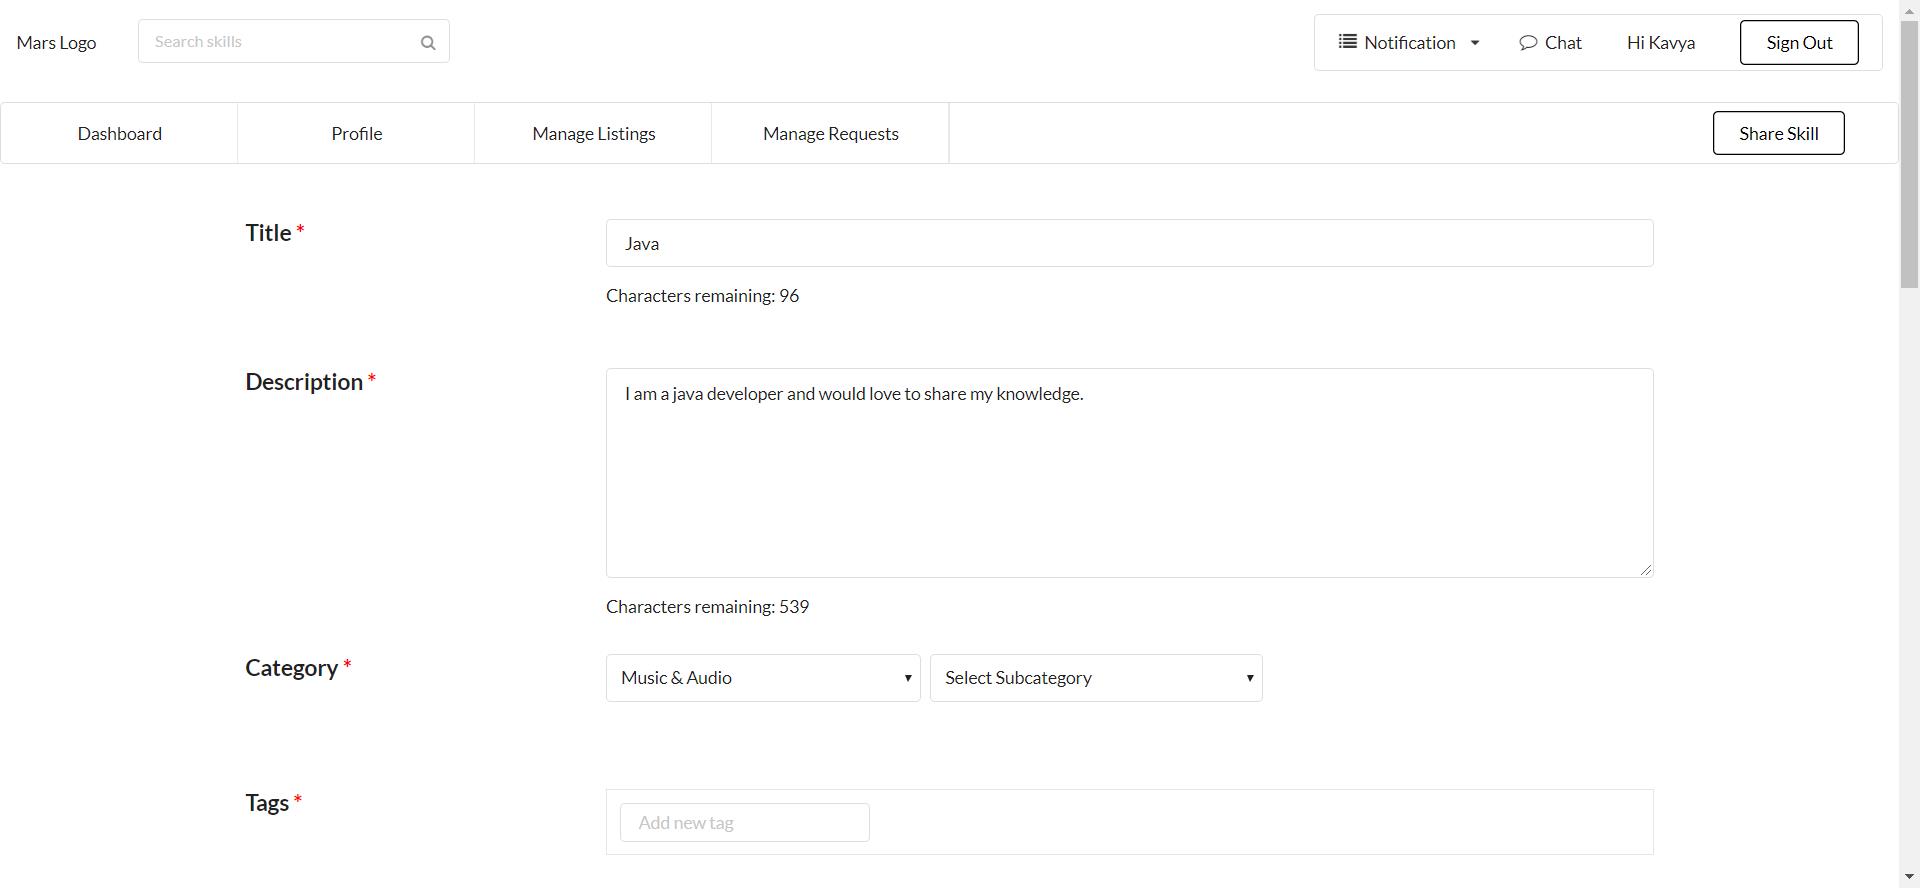 Mars Logo
Search skills
Notification
Chat
Hi Kavya
Sign Out
Dashboard
Profile
Manage Listings
Manage Requests
Share Skill
Title *
Java
Characters remaining: 96
Description *
I am a java developer and would love to share my knowledge.
Characters remaining: 539
Category *
Music & Audio
Select Subcategory
Tags *
Add new tag